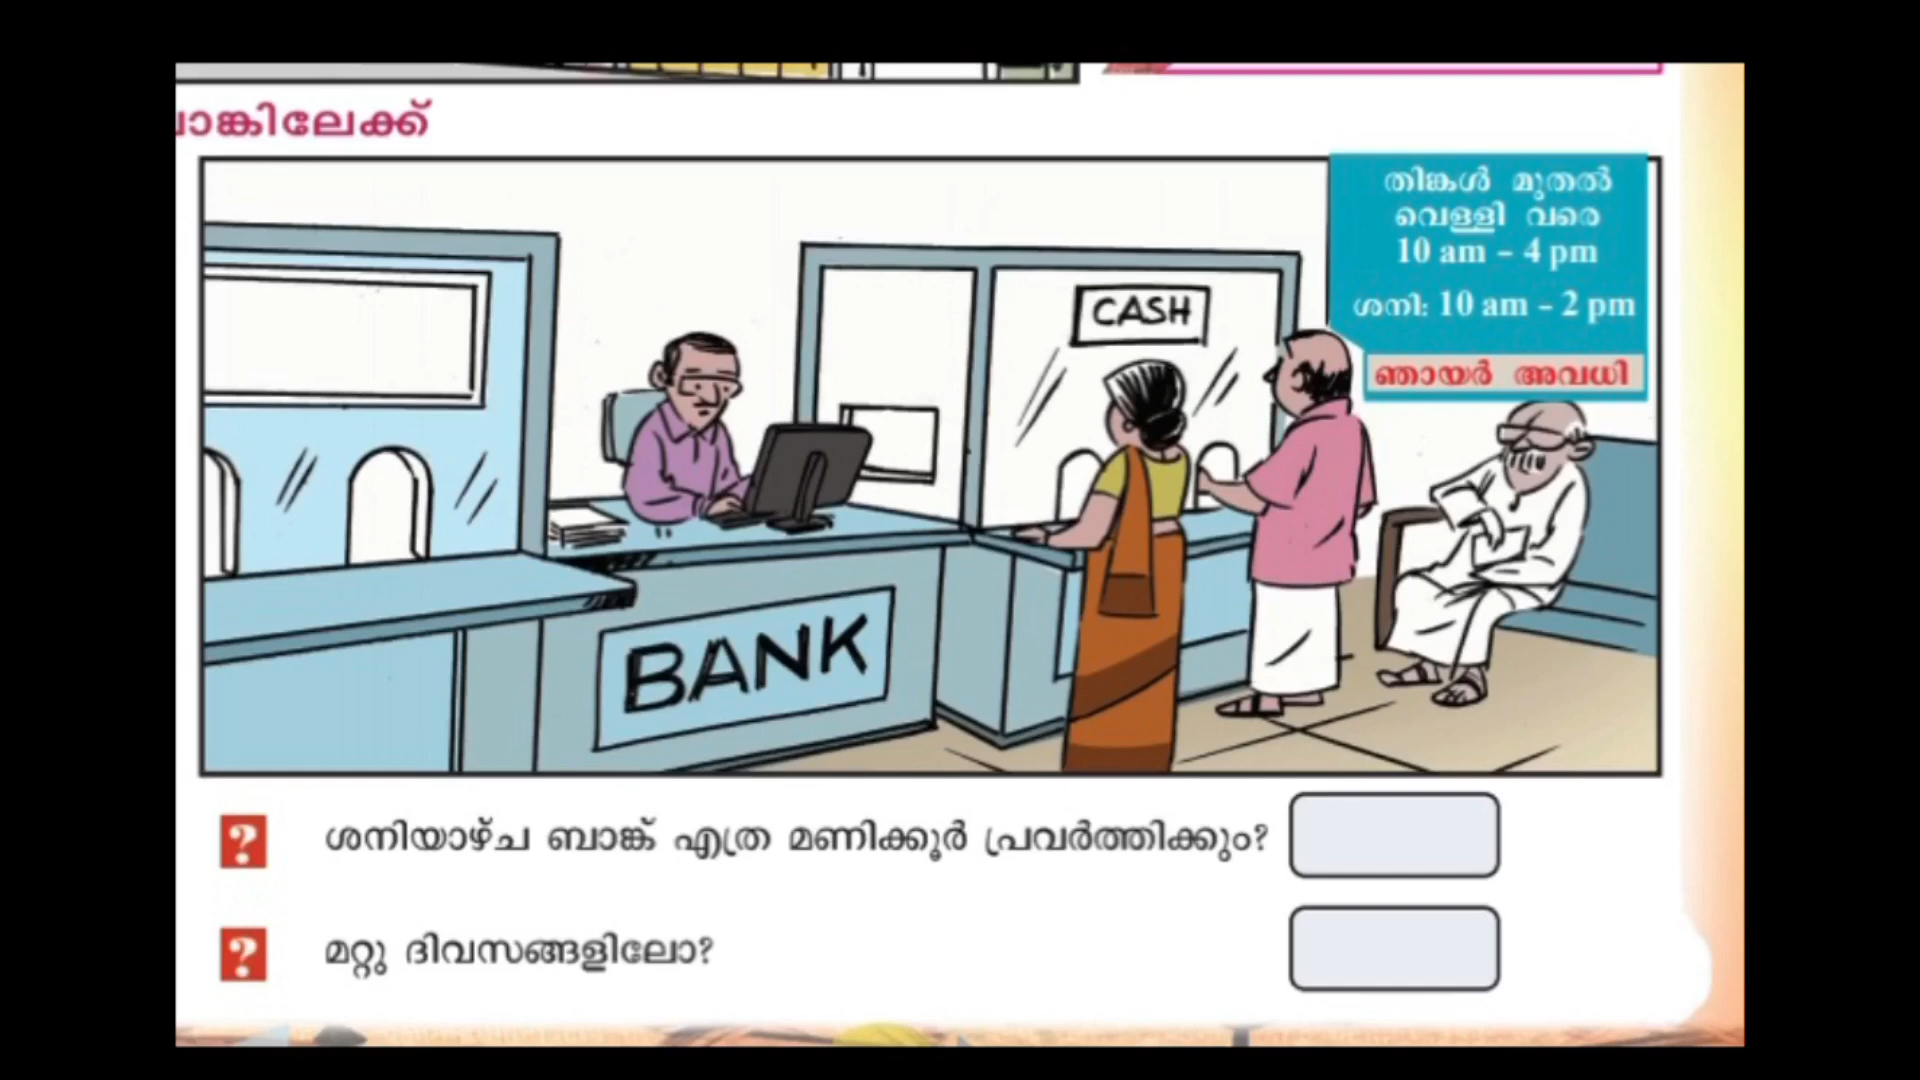 ബാങ്കിലേക്ക്
തിങ്കൾ മുതൽ
വെള്ളി വരെ
10 am – 4 pm
ശനി: 10 am – 2 pm
ഞായർ അവധി
CASH
BANK
? ശനിയാഴ്ച ബാങ്ക് എത്ര മണിക്കൂർ പ്രവർത്തിക്കും?
? മറ്റു ദിവസങ്ങളിലോ?